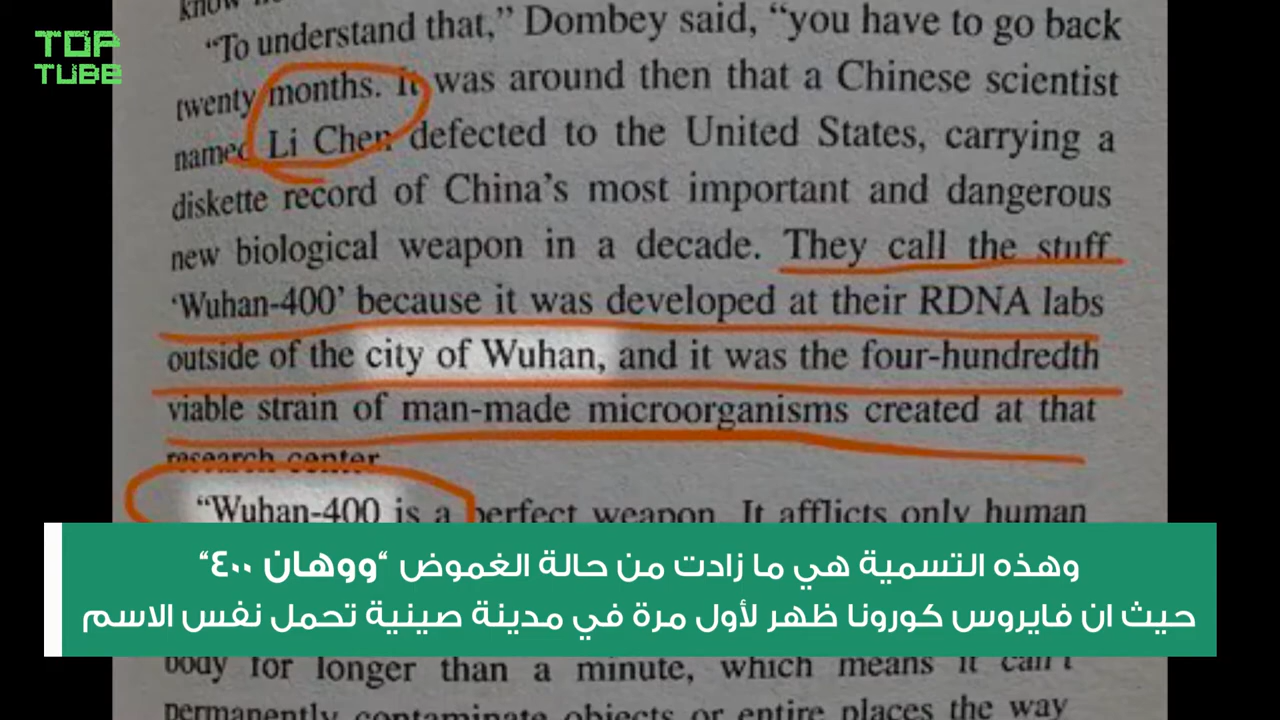 TOP
TUBE
know
"To understand that," Dombey said, "you have to go back
twenty months. It was around then that a Chinese scientist
named Li Chen defected to the United States, carrying a
diskette record of China's most important and dangerous
new biological weapon in a decade. They call the stuff
'Wuhan-400' because it was developed at their RDNA labs
outside of the city of Wuhan, and it was the four-hundredth
viable strain of man-made microorganisms created at that
research center.
"Wuhan-400 is a perfect weapon. It afflicts only human
وهذه التسمية هي ما زادت من حالة الغموض “ووهان ٤٠٠“
حيث ان فايروس كورونا ظهر لأول مرة في مدينة صينية تحمل نفس الاسم
body for longer than a minute, which means it can't
permanently contaminate objects or entire places the way